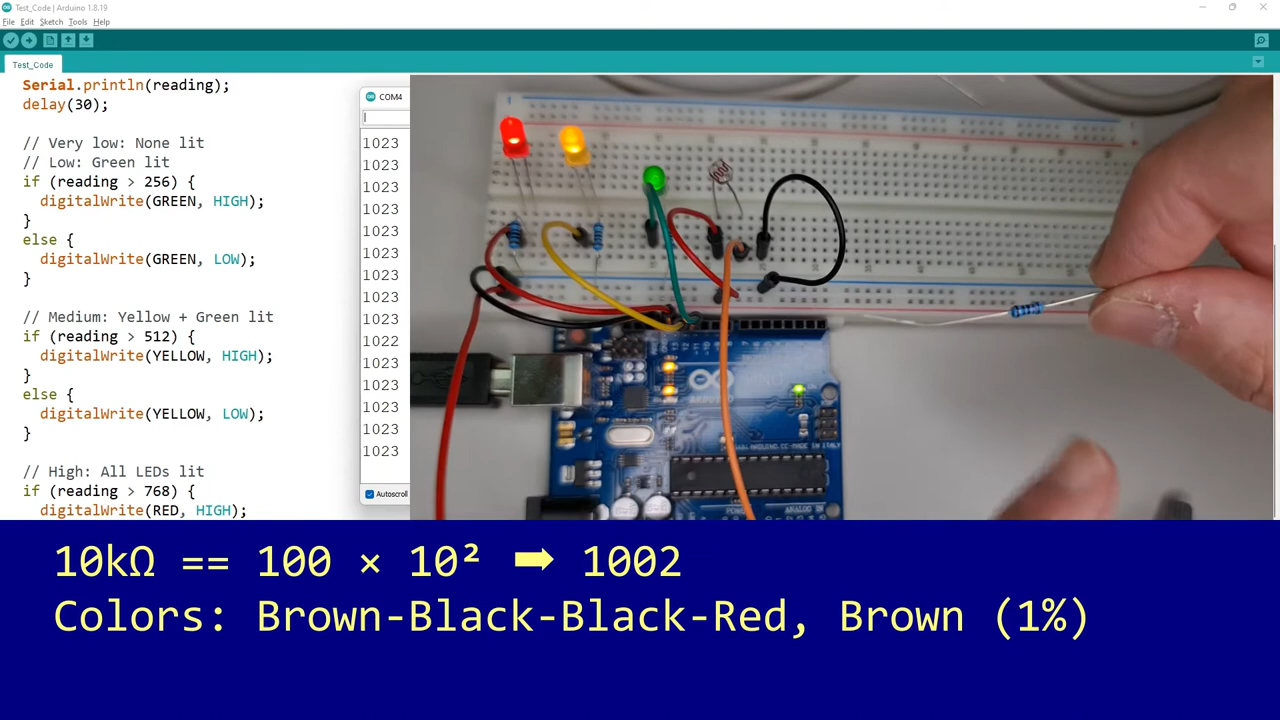 Test_Code | Arduino 1.8.19
File Edit Sketch Tools Help
Test_Code
Serial.println(reading);
delay(30);
// Very low: None lit
// Low: Green lit
if (reading > 256) {
digitalWrite(GREEN, HIGH);
}
else {
digitalWrite(GREEN, LOW);
}
// Medium: Yellow + Green lit
if (reading > 512) {
digitalWrite(YELLOW, HIGH);
}
else {
digitalWrite(YELLOW, LOW);
}
// High: All LEDs lit
if (reading > 768) {
digitalWrite(RED, HIGH);
COM4
1023
1023
1023
1023
1023
1023
1023
1023
1023
1022
1023
1023
1023
1023
1023
Autoscroll
10kΩ == 100 × 10² ➡ 1002
Colors: Brown-Black-Black-Red, Brown (1%)